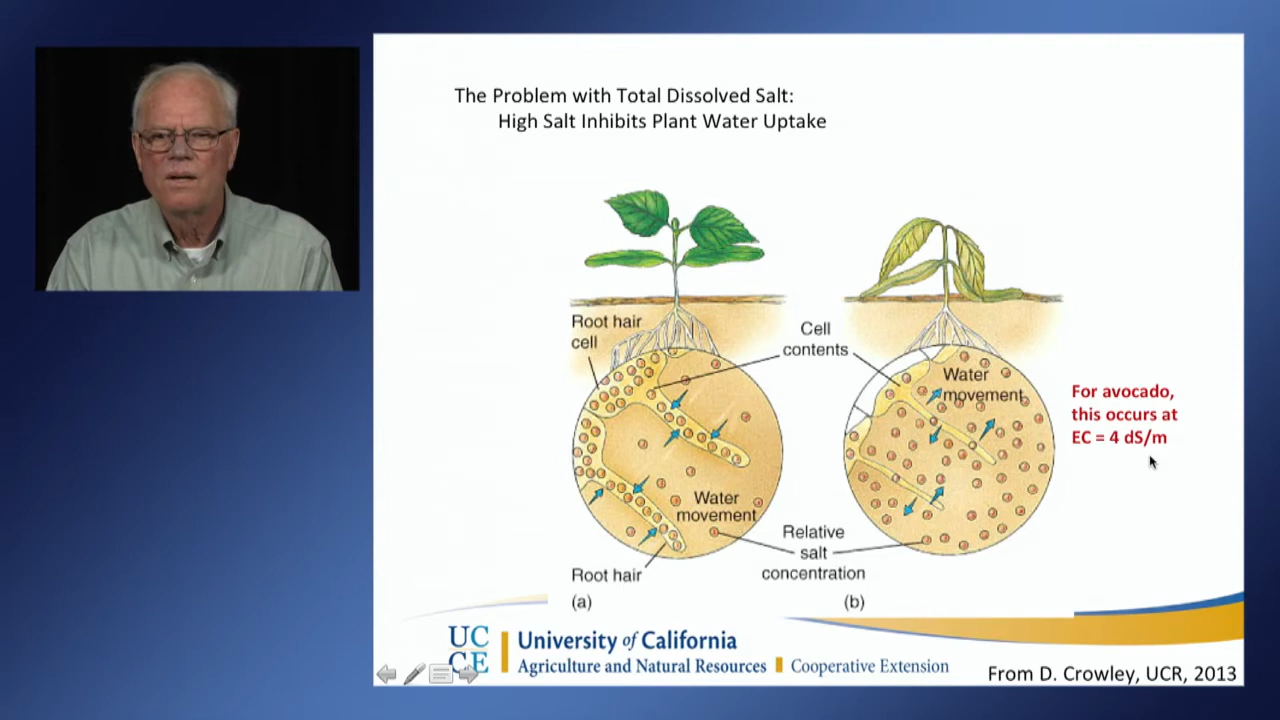 The Problem with Total Dissolved Salt:
High Salt Inhibits Plant Water Uptake
Root hair
cell
Cell
contents
Water
movement
For avocado,
this occurs at
EC = 4 dS/m
Water
movement
Relative
salt
concentration
Root hair
(a)
(b)
UC
CE
University of California
Agriculture and Natural Resources
Cooperative Extension
From D. Crowley, UCR, 2013